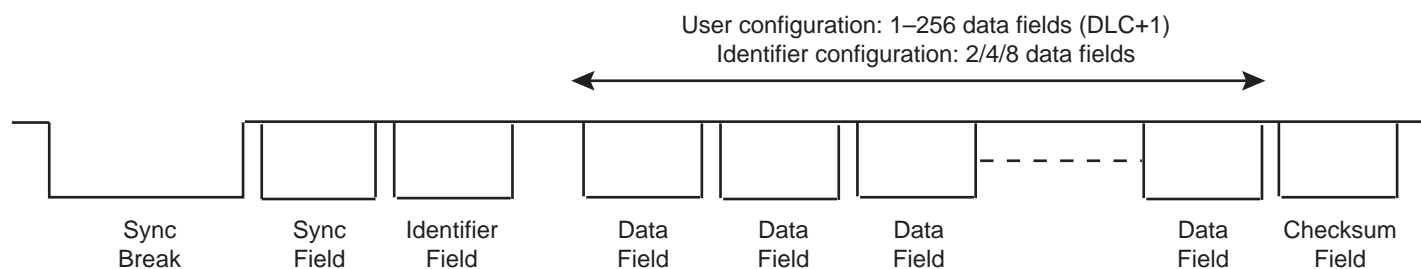 User configuration: 1–256 data fields (DLC+1)
Identifier configuration: 2/4/8 data fields
Sync
Break
Sync
Field
Identifier
Field
Data
Field
Data
Field
Data
Field
Data
Field
Checksum
Field